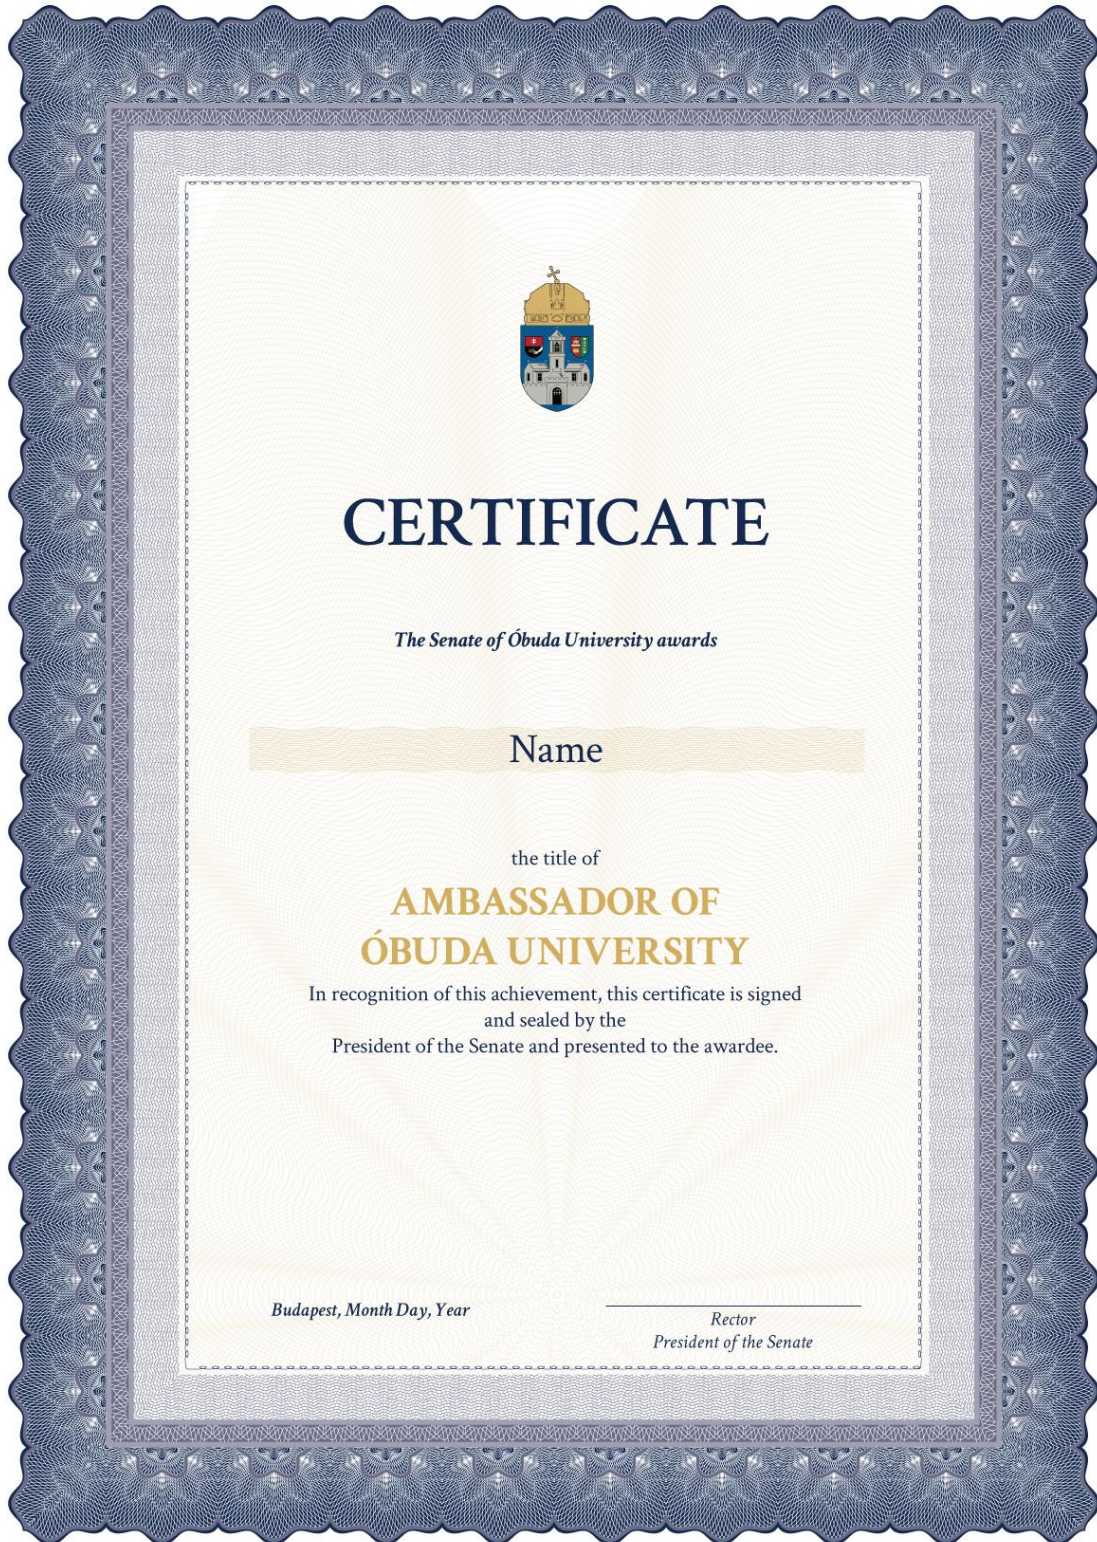 CERTIFICATE
The Senate of Óbuda University awards
Name
the title of
AMBASSADOR OF
ÓBUDA UNIVERSITY
In recognition of this achievement, this certificate is signed
and sealed by the
President of the Senate and presented to the awardee.
Budapest, Month Day, Year
Rector
President of the Senate